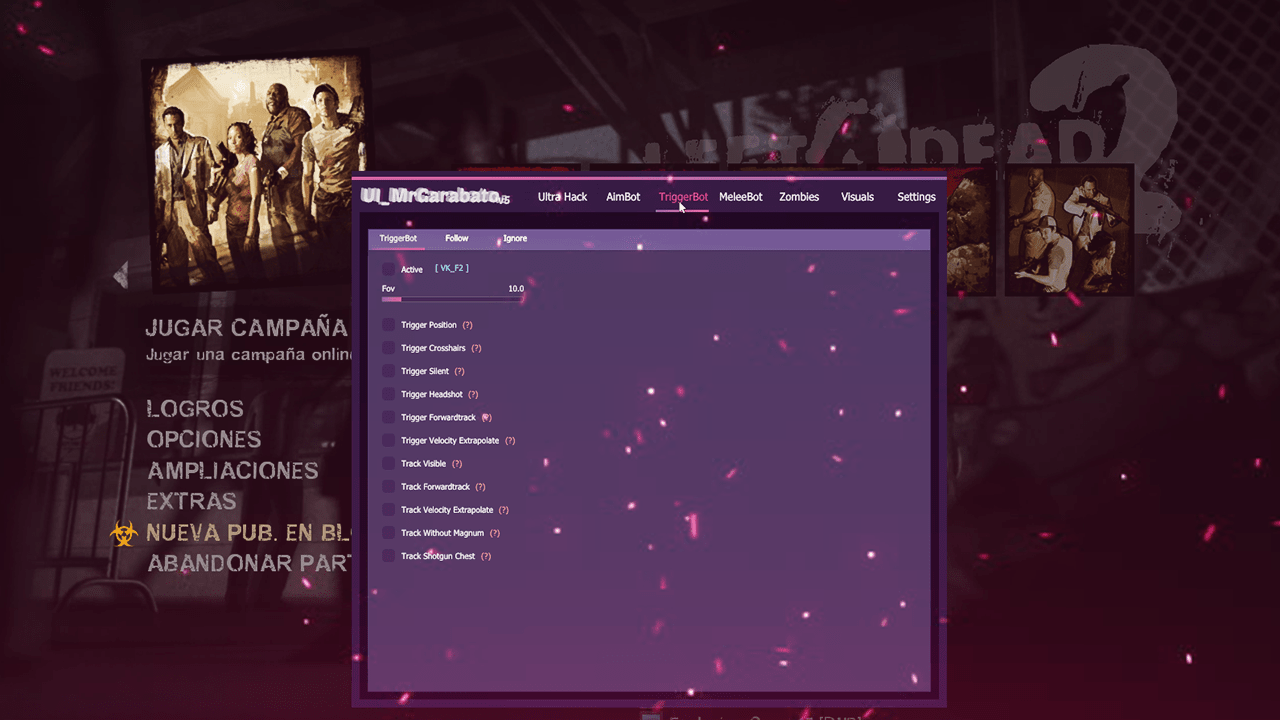 LEFT 4 DEAD 2
UI_MrCarabato v5
Ultra Hack
AimBot
TriggerBot
MeleeBot
Zombies
Visuals
Settings
TriggerBot
Follow
Ignore
Active [ VK_F2 ]
Fov 10.0
Trigger Position (?)
Trigger Crosshairs (?)
Trigger Silent (?)
Trigger Headshot (?)
Trigger Forwardtrack (?)
Trigger Velocity Extrapolate (?)
Track Visible (?)
Track Forwardtrack (?)
Track Velocity Extrapolate (?)
Track Without Magnum (?)
Track Shotgun Chest (?)
JUGAR CAMPAÑA
Jugar una campaña onlin
WELCOME
FRIENDS!
LOGROS
OPCIONES
AMPLIACIONES
EXTRAS
NUEVA PUB. EN BL
ABANDONAR PART